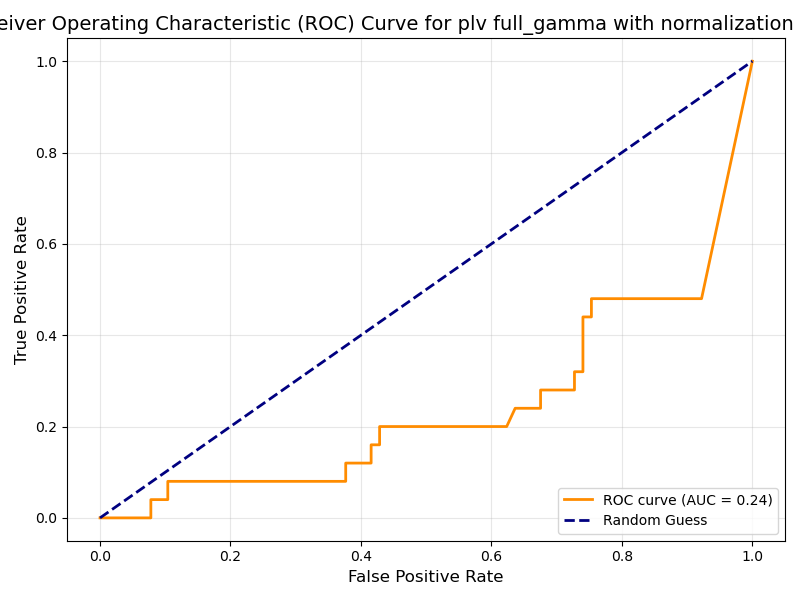 eiver Operating Characteristic (ROC) Curve for plv full_gamma with normalization
True Positive Rate
1.0
0.8
0.6
0.4
0.2
0.0
ROC curve (AUC = 0.24)
Random Guess
0.0 0.2 0.4 0.6 0.8 1.0
False Positive Rate